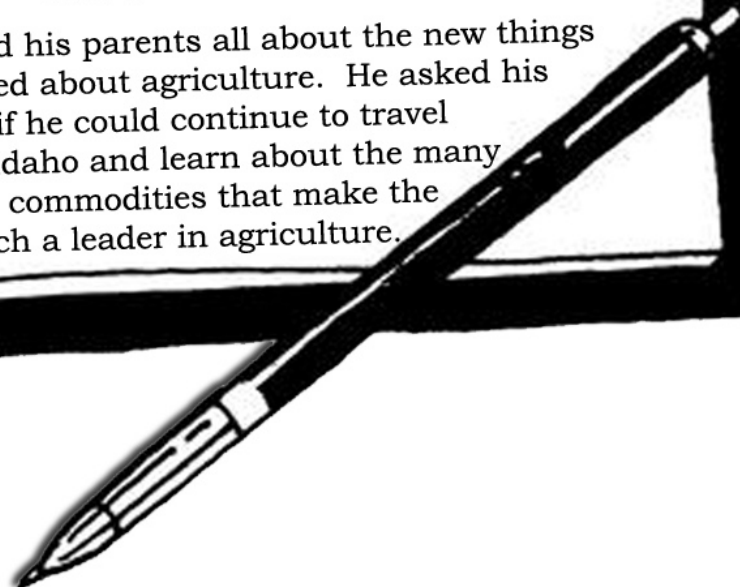 d his parents all about the new things
ed about agriculture.  He asked his
if he could continue to travel
daho and learn about the many
commodities that make the
ch a leader in agriculture.